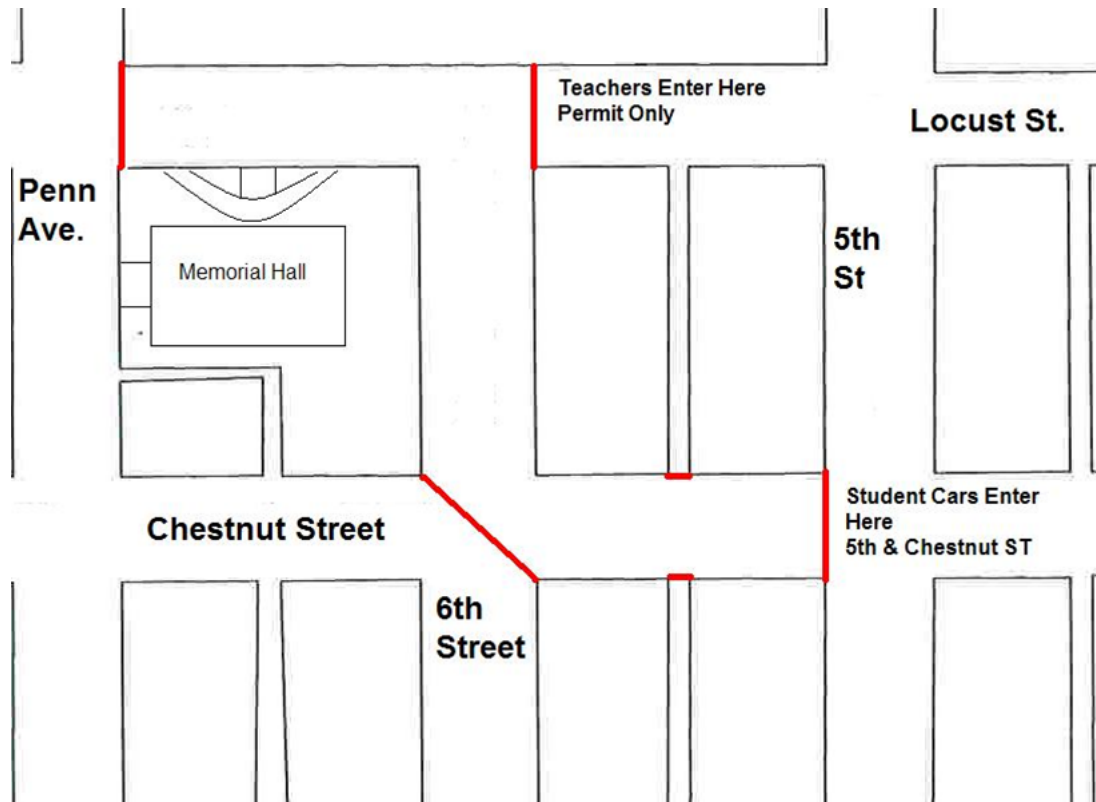 Teachers Enter Here
Permit Only
Locust St.
Penn
Ave.
5th
St
Memorial Hall
Student Cars Enter
Here
5th & Chestnut ST
Chestnut Street
6th
Street